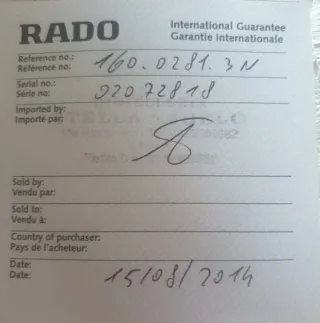 RADO
International Guarantee
Garantie internationale
Reference no.: 160.0281.3N
Référence no:
Serial no.: 02072818
Série no:
Imported by:
Importé par:
Sold by:
Vendu par:
Sold to:
Vendu à:
Country of purchaser:
Pays de l'acheteur:
Date: 15/08/2014
Date: